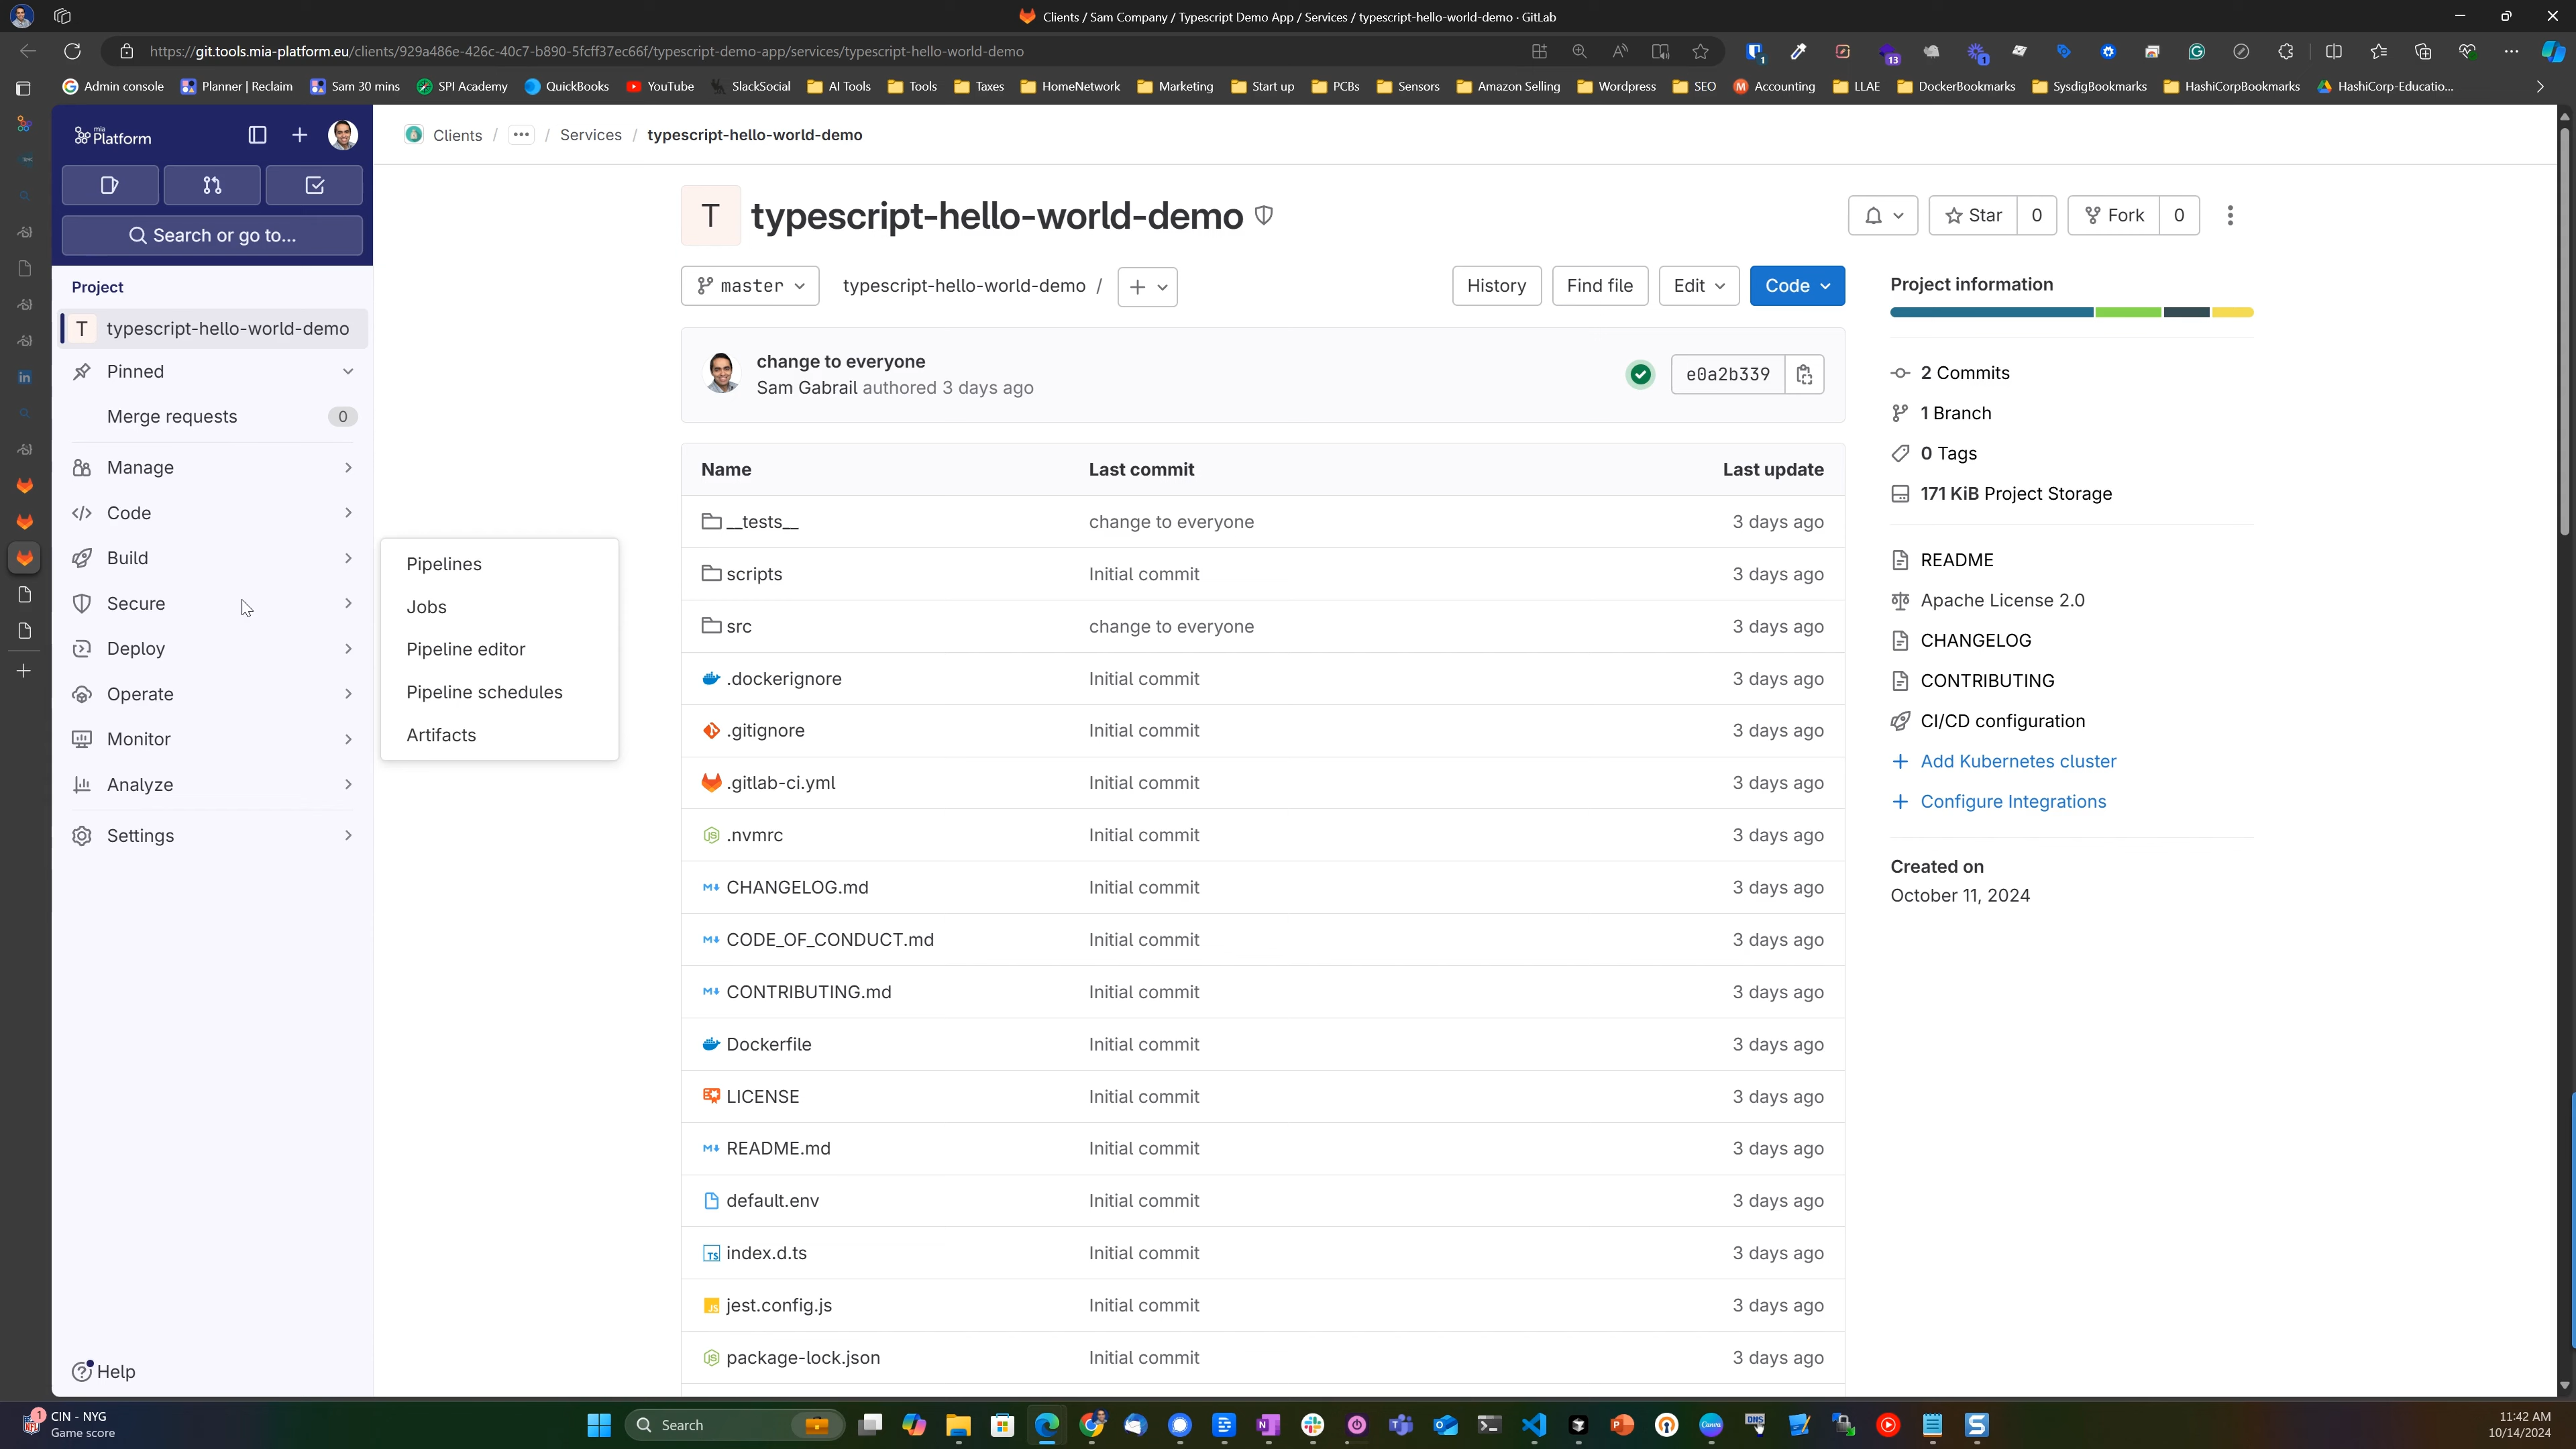 Clients / Sam Company / Typescript Demo App / Services / typescript-hello-world-demo · GitLab
https://git.tools.mia-platform.eu/clients/929a486e-426c-40c7-b890-5fcff37ec66f/typescript-demo-app/services/typescript-hello-world-demo
1
13
1
Admin console
Planner | Reclaim
Sam 30 mins
SPI Academy
QuickBooks
YouTube
SlackSocial
AI Tools
Tools
Taxes
HomeNetwork
Marketing
Start up
PCBs
Sensors
Amazon Selling
Wordpress
SEO
Accounting
LLAE
DockerBookmarks
SysdigBookmarks
HashiCorpBookmarks
HashiCorp-Educatio...
mia Platform
Search or go to...
Project
T typescript-hello-world-demo
Pinned
Merge requests 0
Manage
Code
Build
Secure
Deploy
Operate
Monitor
Analyze
Settings
Help
Pipelines
Jobs
Pipeline editor
Pipeline schedules
Artifacts
Clients / ... / Services / typescript-hello-world-demo
T typescript-hello-world-demo
Star 0
Fork 0
master
typescript-hello-world-demo /
+
History
Find file
Edit
Code
change to everyone
Sam Gabrail authored 3 days ago
e0a2b339
Name Last commit Last update
__tests__ change to everyone 3 days ago
scripts Initial commit 3 days ago
src change to everyone 3 days ago
.dockerignore Initial commit 3 days ago
.gitignore Initial commit 3 days ago
.gitlab-ci.yml Initial commit 3 days ago
.nvmrc Initial commit 3 days ago
CHANGELOG.md Initial commit 3 days ago
CODE_OF_CONDUCT.md Initial commit 3 days ago
CONTRIBUTING.md Initial commit 3 days ago
Dockerfile Initial commit 3 days ago
LICENSE Initial commit 3 days ago
README.md Initial commit 3 days ago
default.env Initial commit 3 days ago
index.d.ts Initial commit 3 days ago
jest.config.js Initial commit 3 days ago
package-lock.json Initial commit 3 days ago
Project information
2 Commits
1 Branch
0 Tags
171 KiB Project Storage
README
Apache License 2.0
CHANGELOG
CONTRIBUTING
CI/CD configuration
+ Add Kubernetes cluster
+ Configure Integrations
Created on
October 11, 2024
1
CIN - NYG
Game score
Search
11:42 AM
10/14/2024